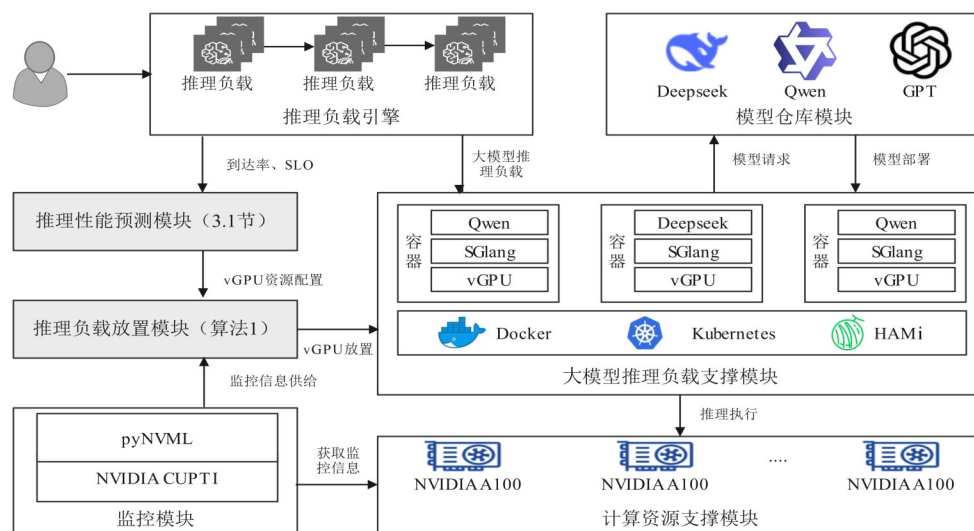 推理负载
推理负载
推理负载
推理负载引擎
Deepseek
Qwen
GPT
模型仓库模块
到达率、SLO
大模型推
理负载
模型请求
模型部署
推理性能预测模块（3.1节）
vGPU资源配置
推理负载放置模块（算法1）
vGPU放置
监控信息供给
容器
Qwen
SGlang
vGPU
容器
Deepseek
SGlang
vGPU
容器
Qwen
SGlang
vGPU
Docker
Kubernetes
HAMi
大模型推理负载支撑模块
推理执行
pyNVML
NVIDIA CUPTI
监控模块
获取监
控信息
NVIDIA A100
NVIDIA A100
....
NVIDIA A100
计算资源支撑模块